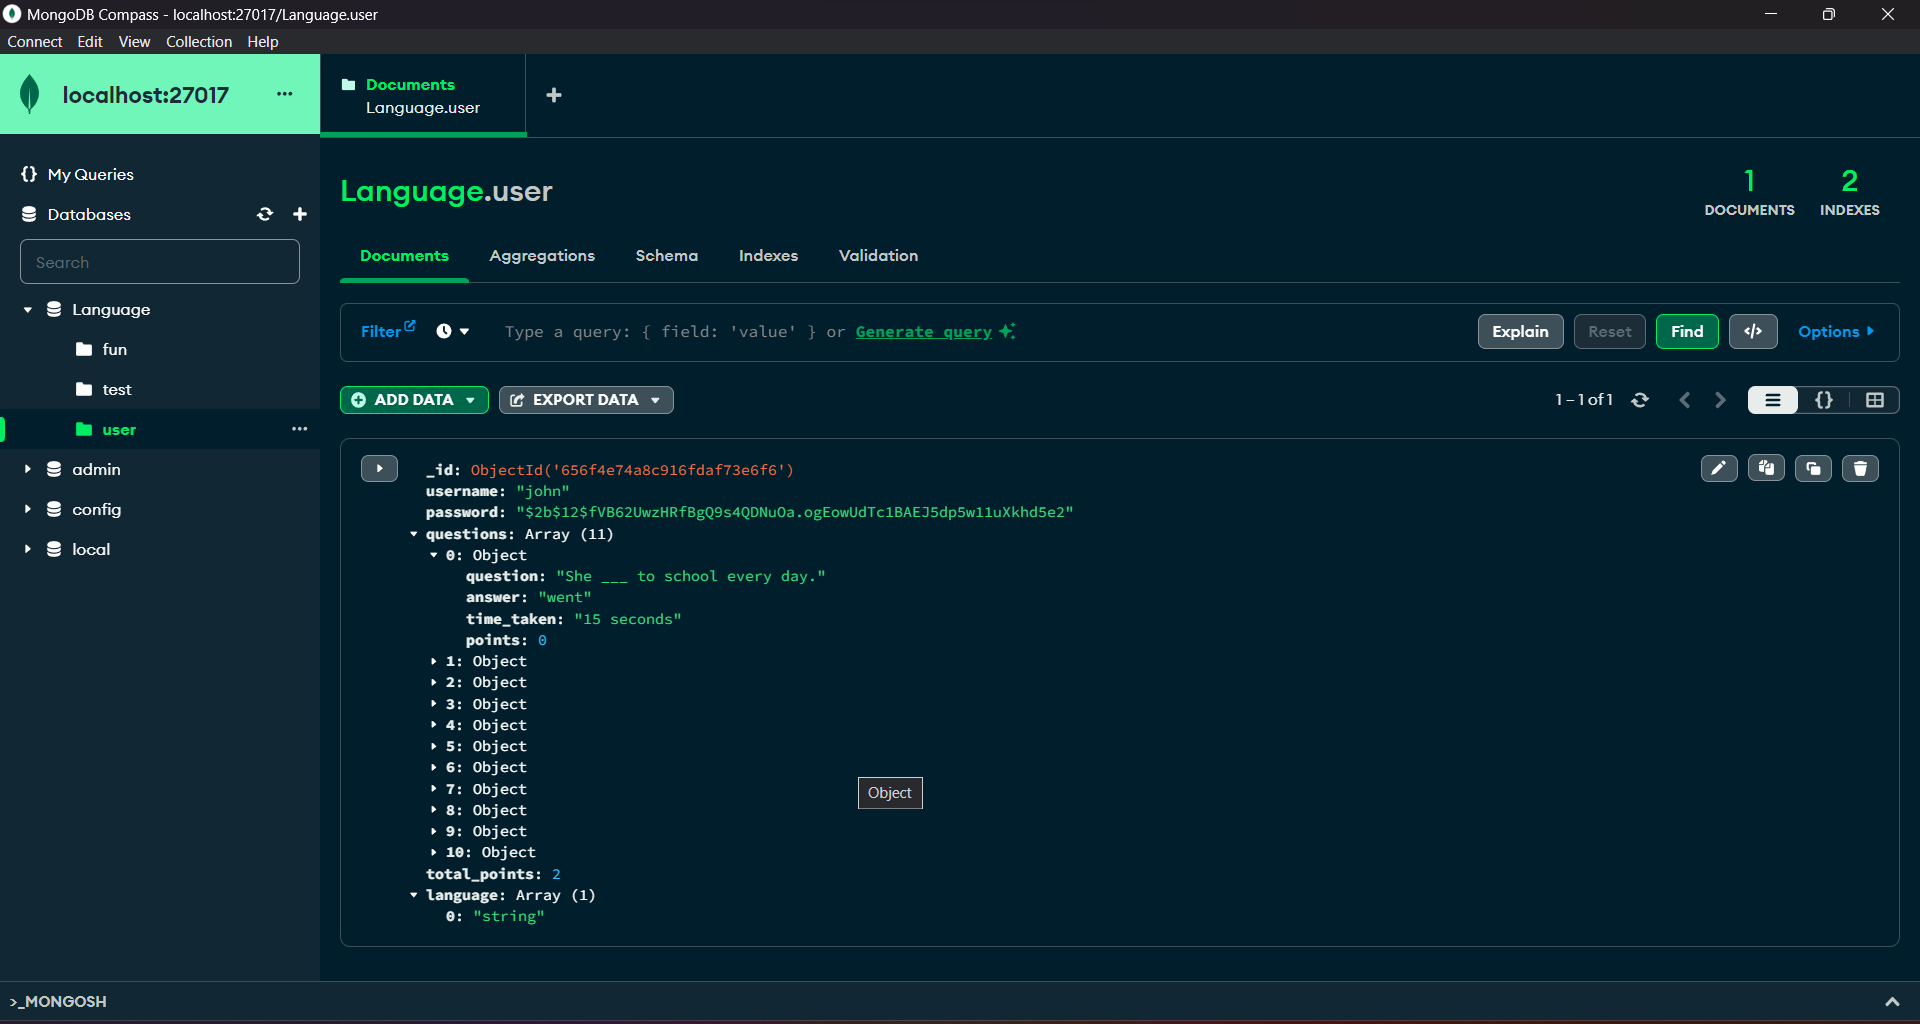 MongoDB Compass - localhost:27017/Language.user
Connect Edit View Collection Help
localhost:27017 ...
Documents
Language.user
+
{} My Queries
Databases
Search
Language
fun
test
user ...
admin
config
local
Language.user
1
DOCUMENTS
2
INDEXES
Documents Aggregations Schema Indexes Validation
Filter Type a query: { field: 'value' } or Generate query Explain Reset Find </> Options
ADD DATA EXPORT DATA 1–1 of 1 {}
_id: ObjectId('656f4e74a8c916fdaf73e6f6')
username: "john"
password: "$2b$12$fVB62UwzHRfBgQ9s4QDNuOa.ogEowUdTc1BAEJ5dp5w11uXkhd5e2"
questions: Array (11)
0: Object
question: "She ___ to school every day."
answer: "went"
time_taken: "15 seconds"
points: 0
1: Object
2: Object
3: Object
4: Object
5: Object
6: Object
7: Object
8: Object
9: Object
10: Object
total_points: 2
language: Array (1)
0: "string"
Object
>_MONGOSH